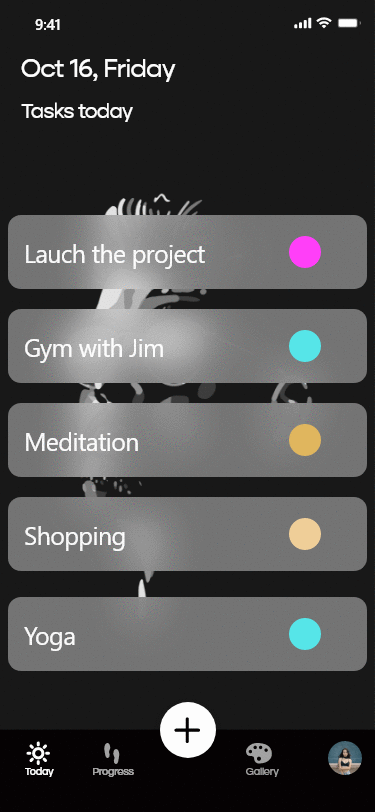 9:41
Oct 16, Friday
Tasks today
Lauch the project
Gym with Jim
Meditation
Shopping
Yoga
Today
Progress
Gallery